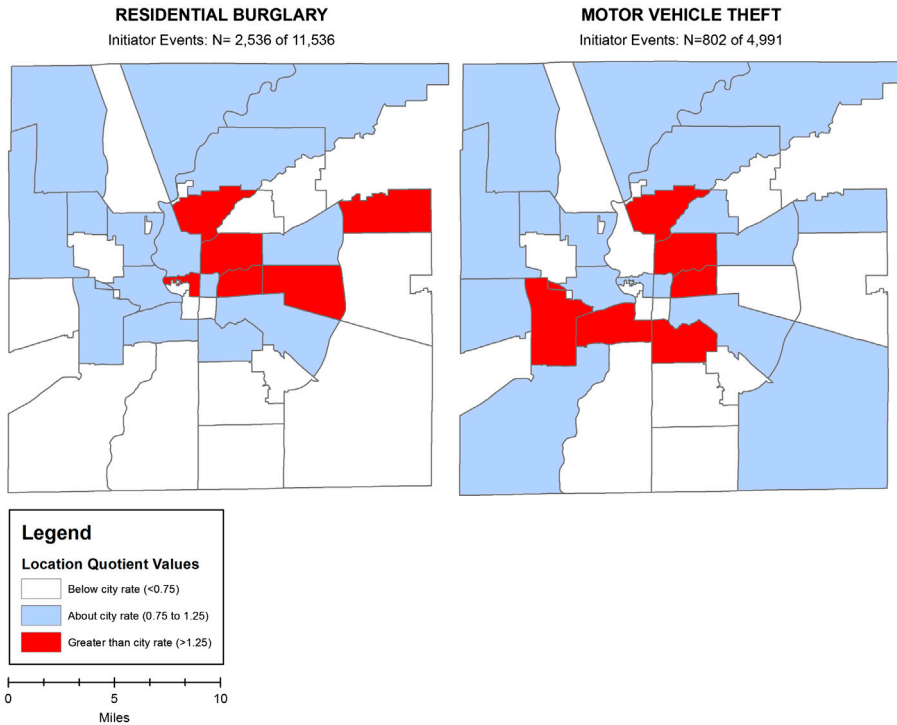 RESIDENTIAL BURGLARY
Initiator Events: N= 2,536 of 11,536
MOTOR VEHICLE THEFT
Initiator Events: N=802 of 4,991
Legend
Location Quotient Values
Below city rate (<0.75)
About city rate (0.75 to 1.25)
Greater than city rate (>1.25)
0 5 10
Miles